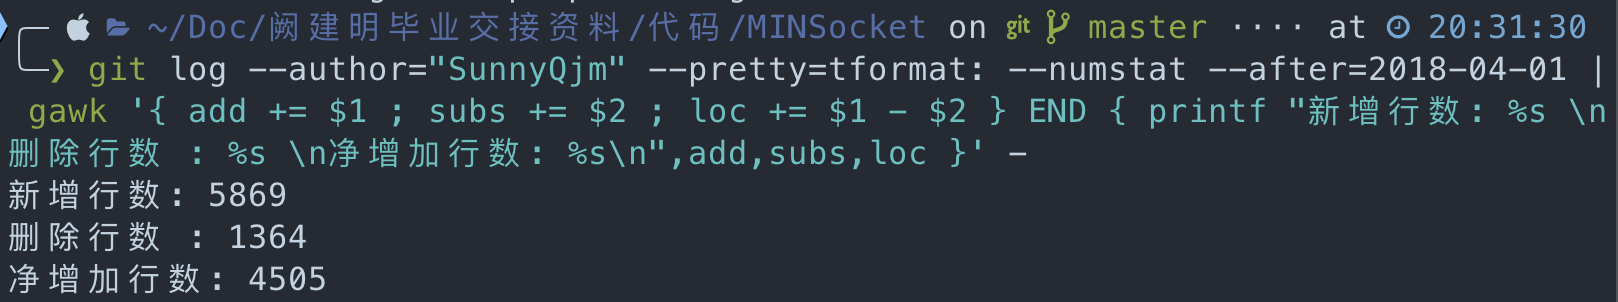 ~/Doc/阙建明毕业交接资料/代码/MINSocket on git master ···· at 20:31:30
❯ git log --author="SunnyQjm" --pretty=tformat: --numstat --after=2018-04-01 |
gawk '{ add += $1 ; subs += $2 ; loc += $1 - $2 } END { printf "新增行数: %s \n
删除行数 : %s \n净增加行数: %s\n",add,subs,loc }' -
新增行数: 5869
删除行数 : 1364
净增加行数: 4505